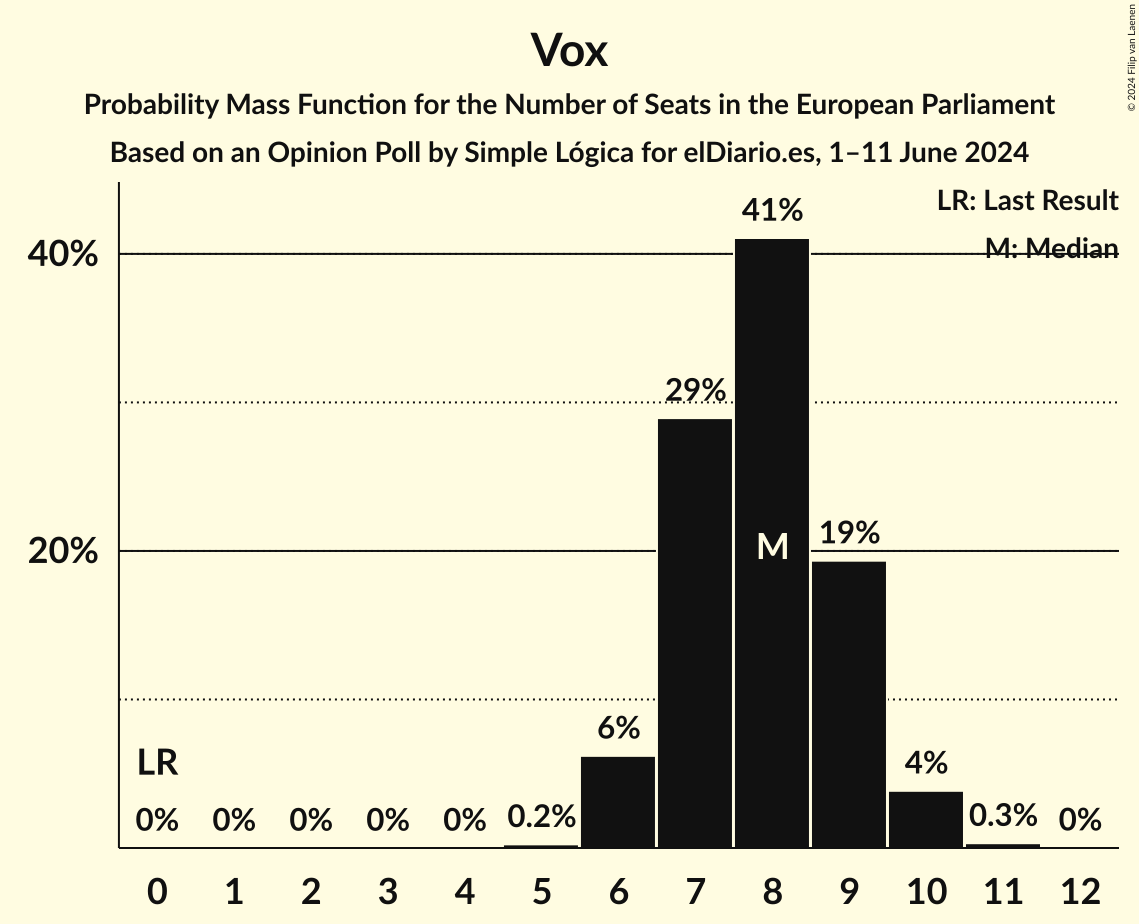 Vox
Probability Mass Function for the Number of Seats in the European Parliament
Based on an Opinion Poll by Simple Lógica for elDiario.es, 1–11 June 2024
© 2024 Filip van Laenen
LR: Last Result
M: Median
41%
40%
29%
M
19%
20%
6%
LR
4%
0%
0%
0%
0%
0%
0.2%
0.3%
0%
0 1 2 3 4 5 6 7 8 9 10 11 12